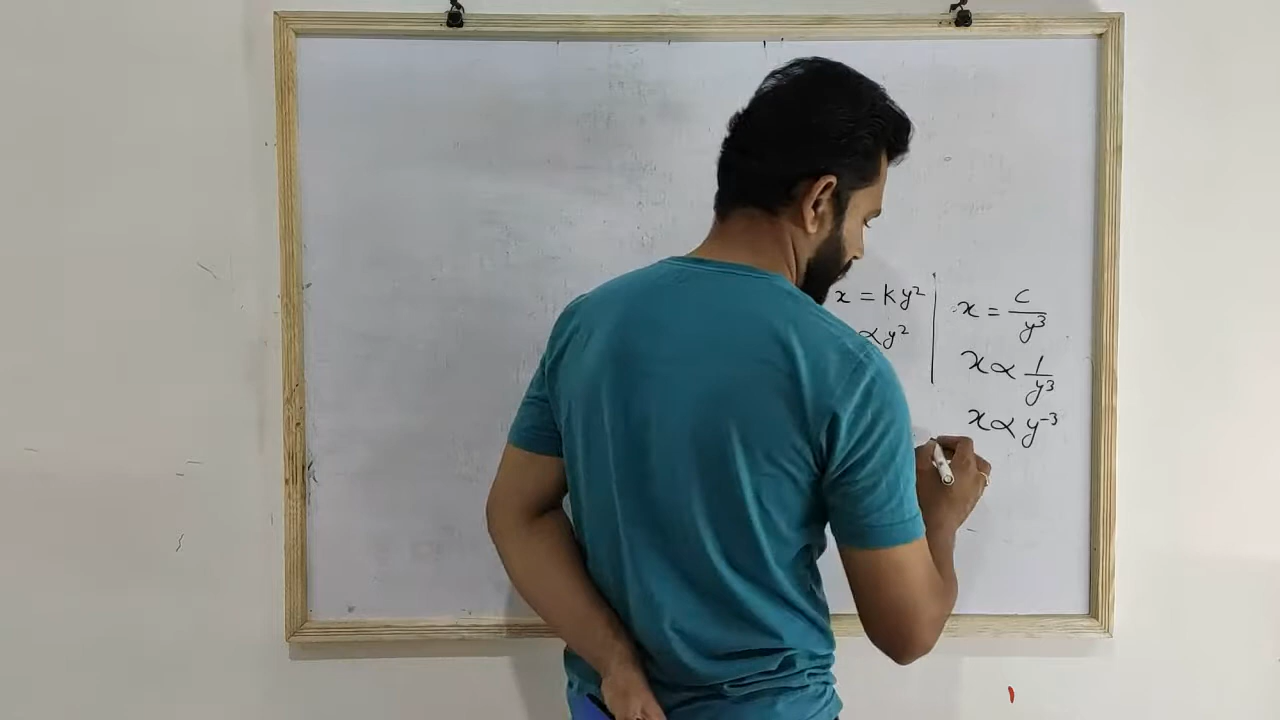 x = Ky²
∝ y²
x = C/y³
x ∝ 1/y³
x ∝ y⁻³